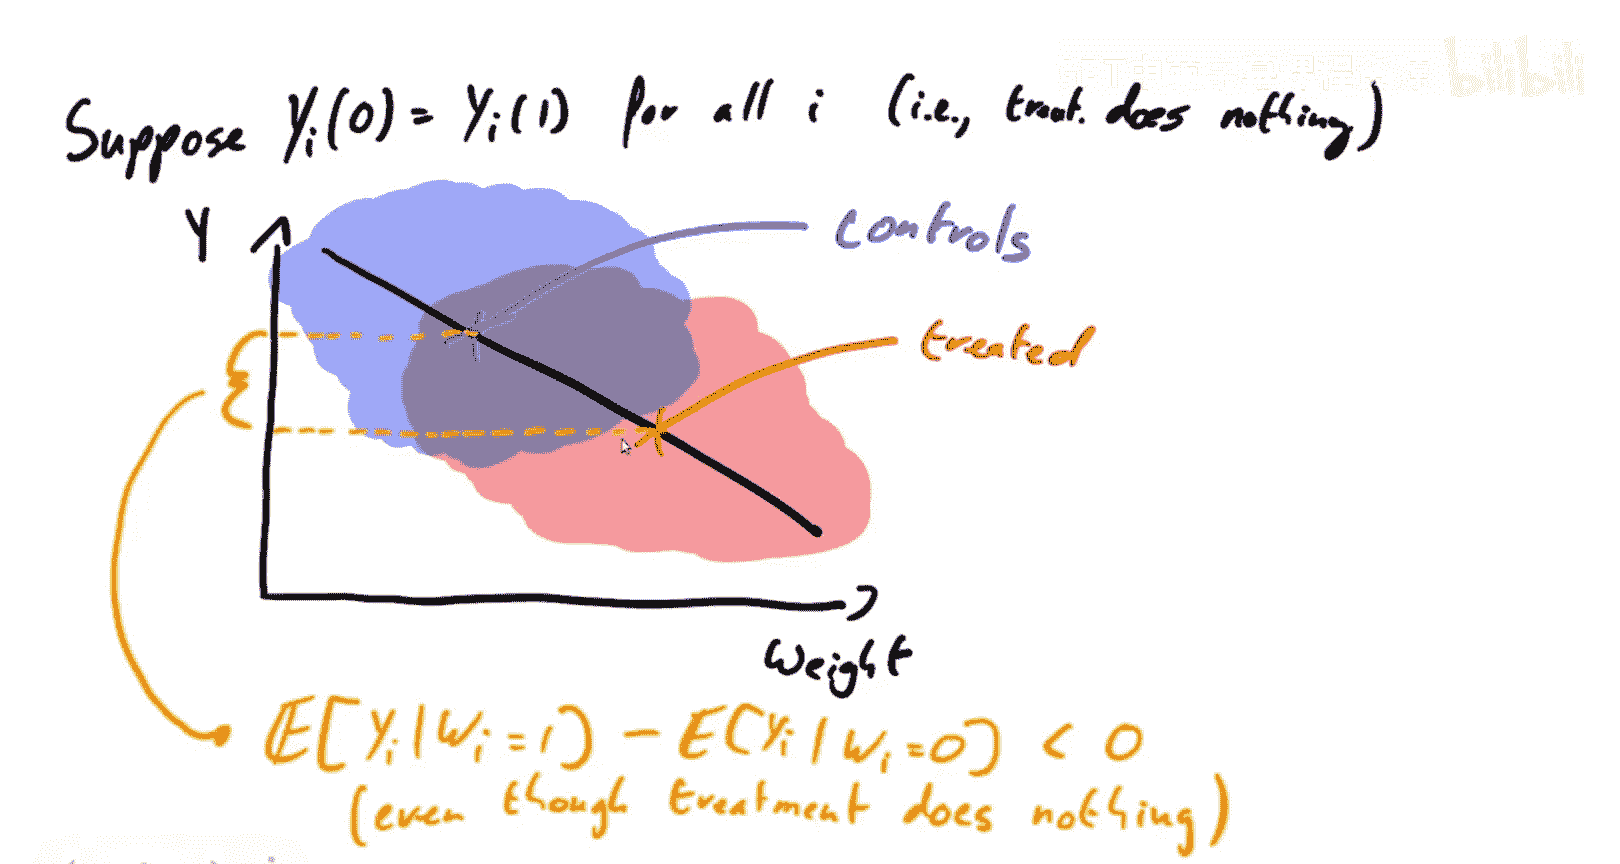 Suppose Yi(0) = Yi(1) for all i (i.e., treat. does nothing)
Y
controls
treated
Weight
E[Yi | Wi = 1] - E[Yi | Wi = 0] < 0
(even though treatment does nothing)
bilibili